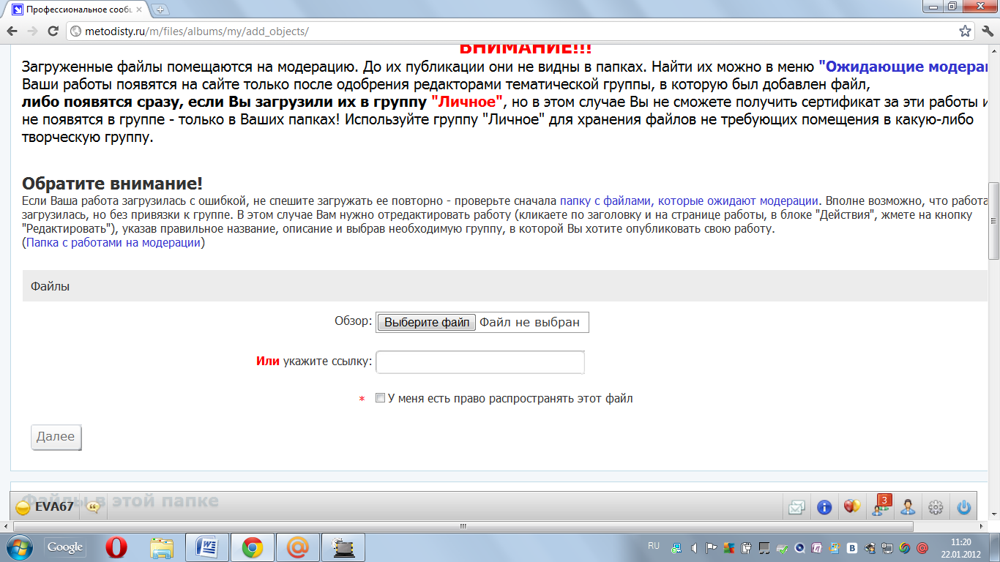 Профессиональное сообщ
metodisty.ru/m/files/albums/my/add_objects/
ВНИМАНИЕ!!!
Загруженные файлы помещаются на модерацию. До их публикации они не видны в папках. Найти их можно в меню "Ожидающие модера
Ваши работы появятся на сайте только после одобрения редакторами тематической группы, в которую был добавлен файл,
либо появятся сразу, если Вы загрузили их в группу "Личное", но в этом случае Вы не сможете получить сертификат за эти работы и
не появятся в группе - только в Ваших папках! Используйте группу "Личное" для хранения файлов не требующих помещения в какую-либо
творческую группу.
Обратите внимание!
Если Ваша работа загрузилась с ошибкой, не спешите загружать ее повторно - проверьте сначала папку с файлами, которые ожидают модерации. Вполне возможно, что работа
загрузилась, но без привязки к группе. В этом случае Вам нужно отредактировать работу (кликаете по заголовку и на странице работы, в блоке "Действия", жмете на кнопку
"Редактировать"), указав правильное название, описание и выбрав необходимую группу, в которой Вы хотите опубликовать свою работу.
(Папка с работами на модерации)
Файлы
Обзор: Выберите файл Файл не выбран
Или укажите ссылку:
* У меня есть право распространять этот файл
Далее
Файлы в этой папке
EVA67
3
Google
RU
11:20
22.01.2012